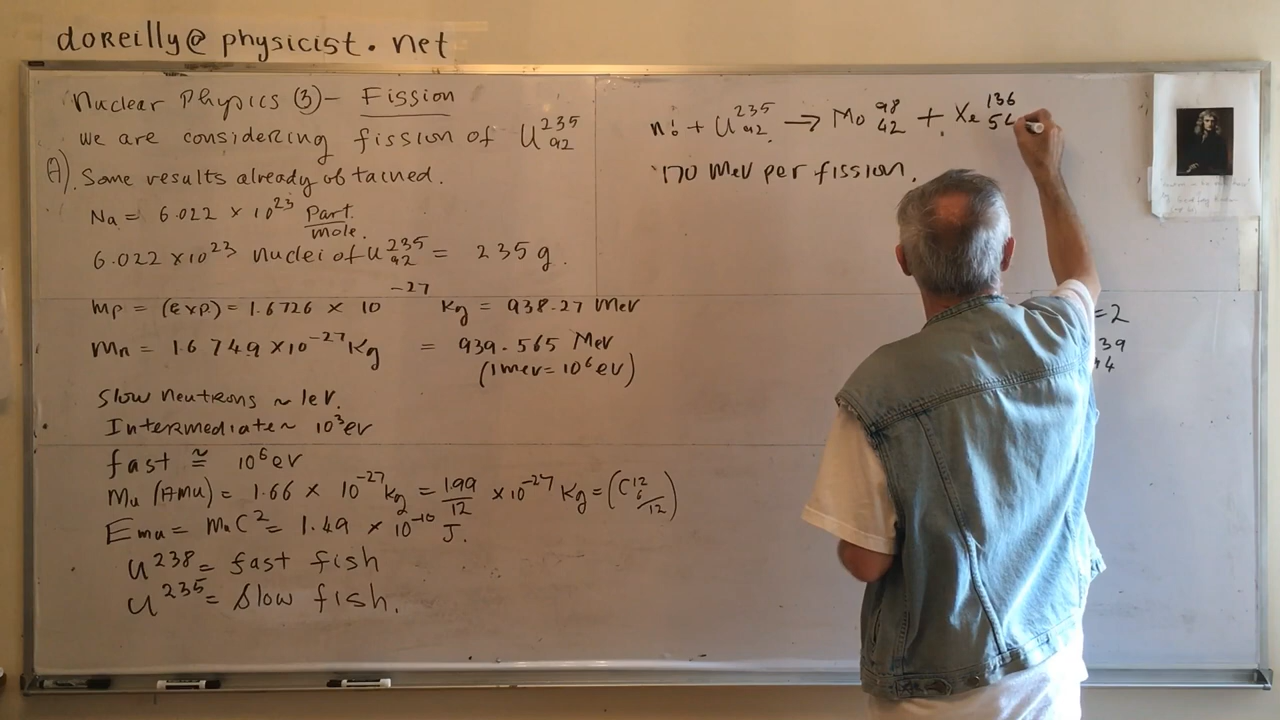 doreilly@physicist.net
Nuclear Physics (3) - Fission
We are considering fission of U 235 92
(A). Some results already obtained.
Na = 6.022 × 10^23 Part. / mole.
6.022 × 10^23 nuclei of U 235 92 = 235 g.
Mp = (exp) = 1.6726 × 10^-27 Kg = 938.27 MeV
Mn = 1.6749 × 10^-27 Kg = 939.565 MeV
(1 mev = 10^6 ev)
Slow Neutrons ~ 1eV.
Intermediate ~ 10^3 ev
fast ≅ 10^6 ev
Mu (AMU) = 1.66 × 10^-27 kg = 1.99/12 × 10^-27 Kg = (C 12 6 /12)
Emu = MuC^2 = 1.49 × 10^-10 J.
U^238 = fast fish
U^235 = Slow fish.
n 1 0 + U 235 92 → Mo 98 42 + Xe 136 54
170 MeV per fission.
= 2
39
44